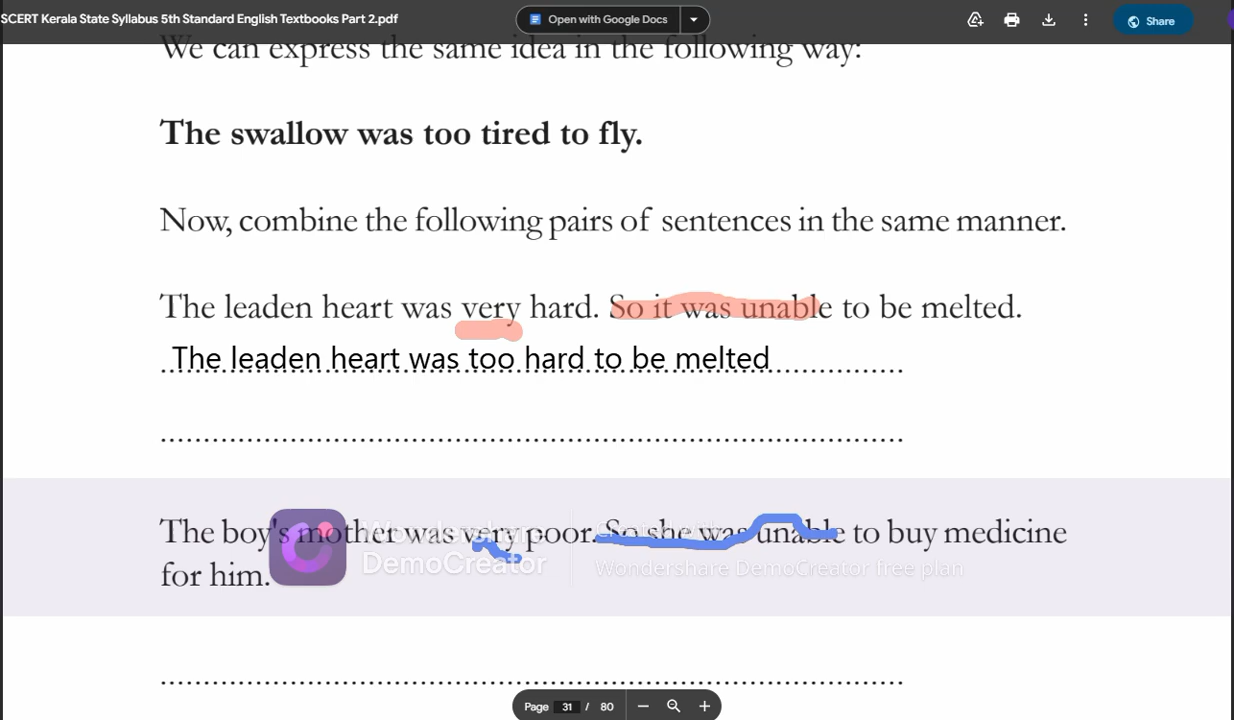 SCERT Kerala State Syllabus 5th Standard English Textbooks Part 2.pdf
Open with Google Docs
Share
We can express the same idea in the following way:
The swallow was too tired to fly.
Now, combine the following pairs of sentences in the same manner.
The leaden heart was very hard. So it was unable to be melted.
The leaden heart was too hard to be melted
................................................................................
................................................................................
The boy's mother was very poor. So she was unable to buy medicine
for him.
Created with
Wondershare
DemoCreator
Wondershare DemoCreator free plan
................................................................................
Page 31 / 80